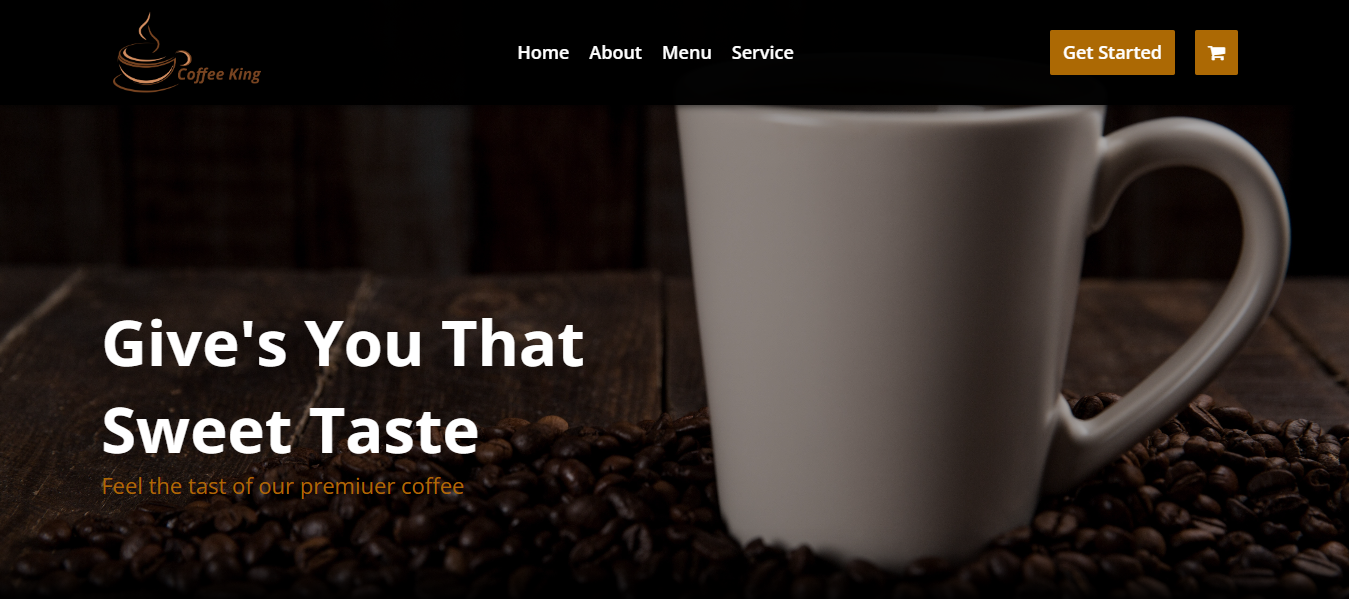 Coffee King
Home About Menu Service
Get Started
Give's You That
Sweet Taste
Feel the tast of our premiuer coffee